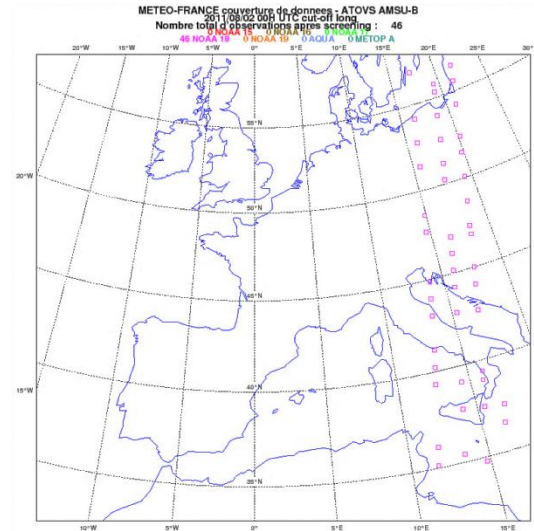 METEO-FRANCE couverture de donnees - ATOVS AMSU-B
2011/08/02 00H UTC cut-off long
Nombre total d'observations apres screening : 46
0 NOAA 15 0 NOAA 16 0 NOAA 17
46 NOAA 18 0 NOAA 19 0 AQUA 0 METOP A
20°W 15°W 10°W 5°W 0°E 5°E 10°E 15°E 20°E 25°E 30°E
55°N
20°W
50°N
45°N
40°N
15°W
35°N
10°W 5°W 0° 5°E 10°E 15°E